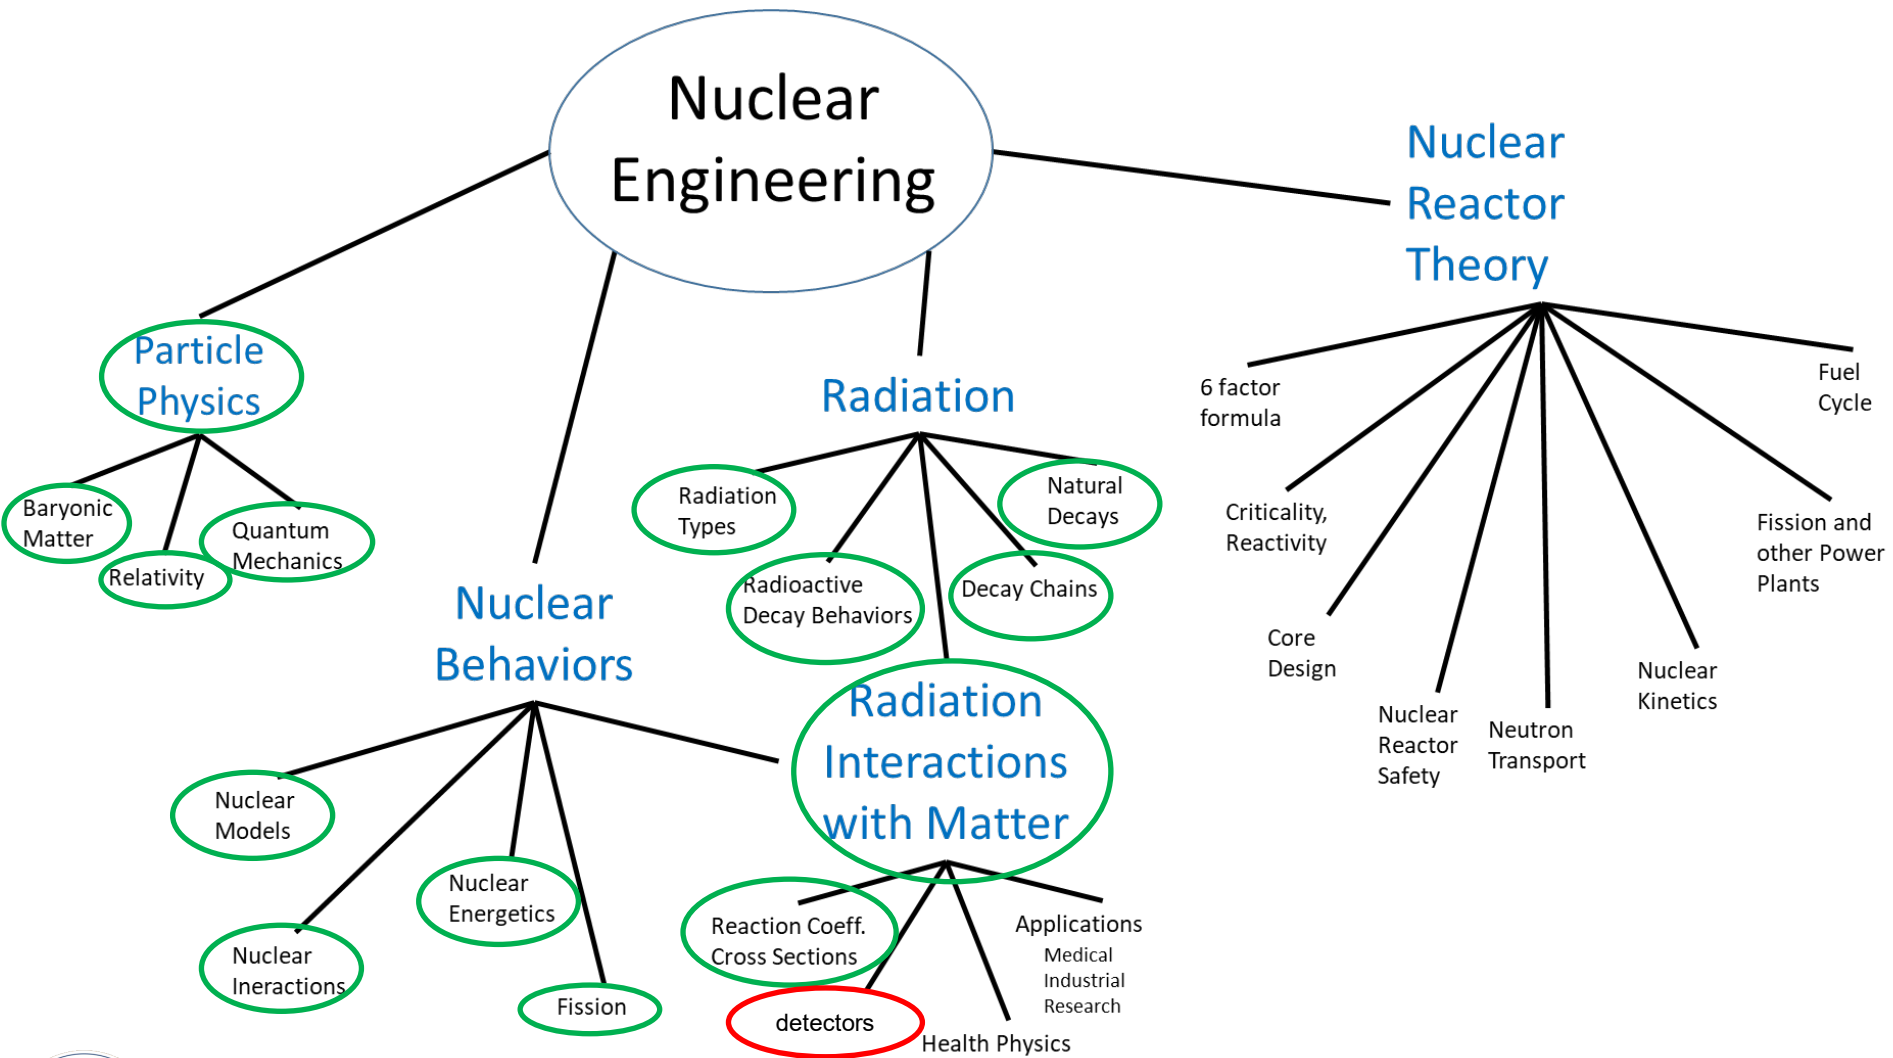 Nuclear
Engineering
Nuclear
Reactor
Theory
Particle
Physics
Baryonic
Matter
Relativity
Quantum
Mechanics
Radiation
Radiation
Types
Radioactive
Decay Behaviors
Decay Chains
Natural
Decays
6 factor
formula
Criticality,
Reactivity
Core
Design
Nuclear
Reactor
Safety
Neutron
Transport
Nuclear
Kinetics
Fission and
other Power
Plants
Fuel
Cycle
Nuclear
Behaviors
Nuclear
Models
Nuclear
Ineractions
Nuclear
Energetics
Fission
Radiation
Interactions
with Matter
Reaction Coeff.
Cross Sections
detectors
Health Physics
Applications
Medical
Industrial
Research